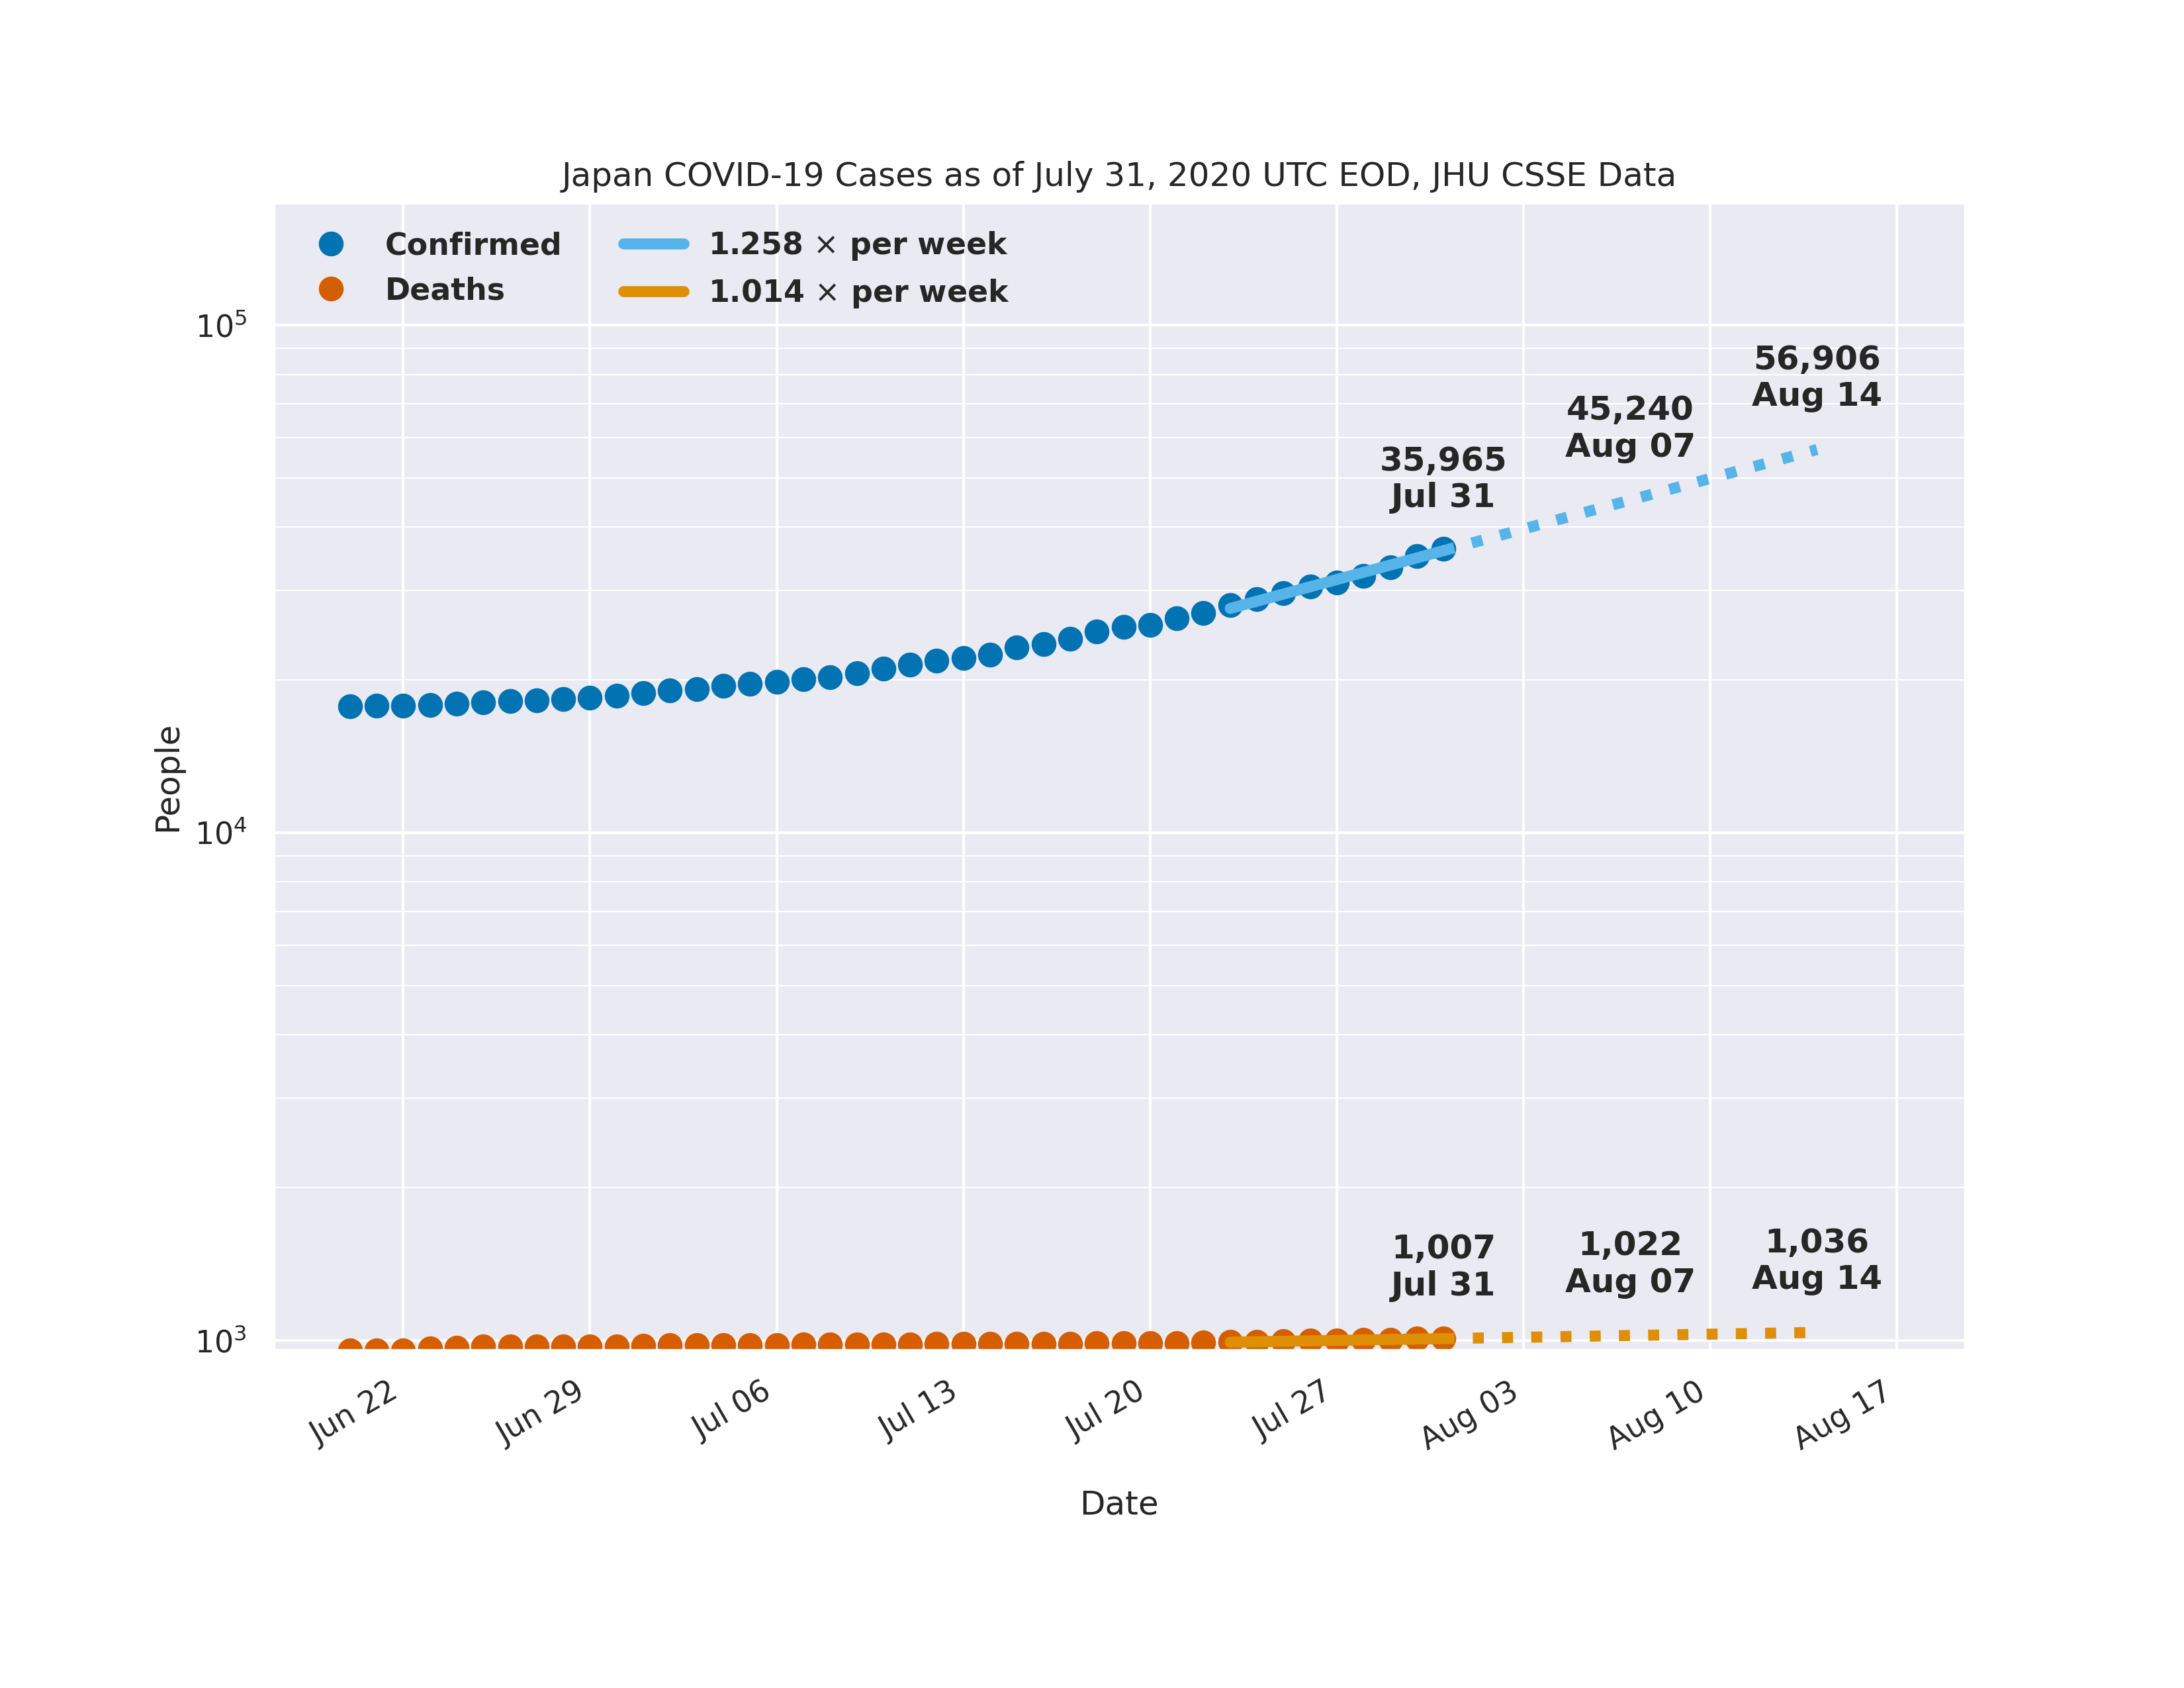 Japan COVID-19 Cases as of July 31, 2020 UTC EOD, JHU CSSE Data
Confirmed
Deaths
1.258 × per week
1.014 × per week
10⁵
10⁴
10³
People
56,906
Aug 14
45,240
Aug 07
35,965
Jul 31
1,007
Jul 31
1,022
Aug 07
1,036
Aug 14
Jun 22
Jun 29
Jul 06
Jul 13
Jul 20
Jul 27
Aug 03
Aug 10
Aug 17
Date